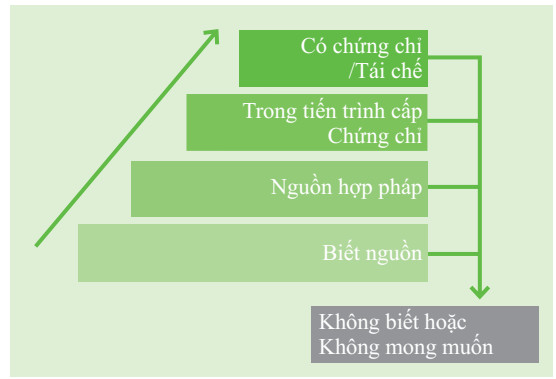 Có chứng chỉ
/Tái chế
Trong tiến trình cấp
Chứng chỉ
Nguồn hợp pháp
Biết nguồn
Không biết hoặc
Không mong muốn